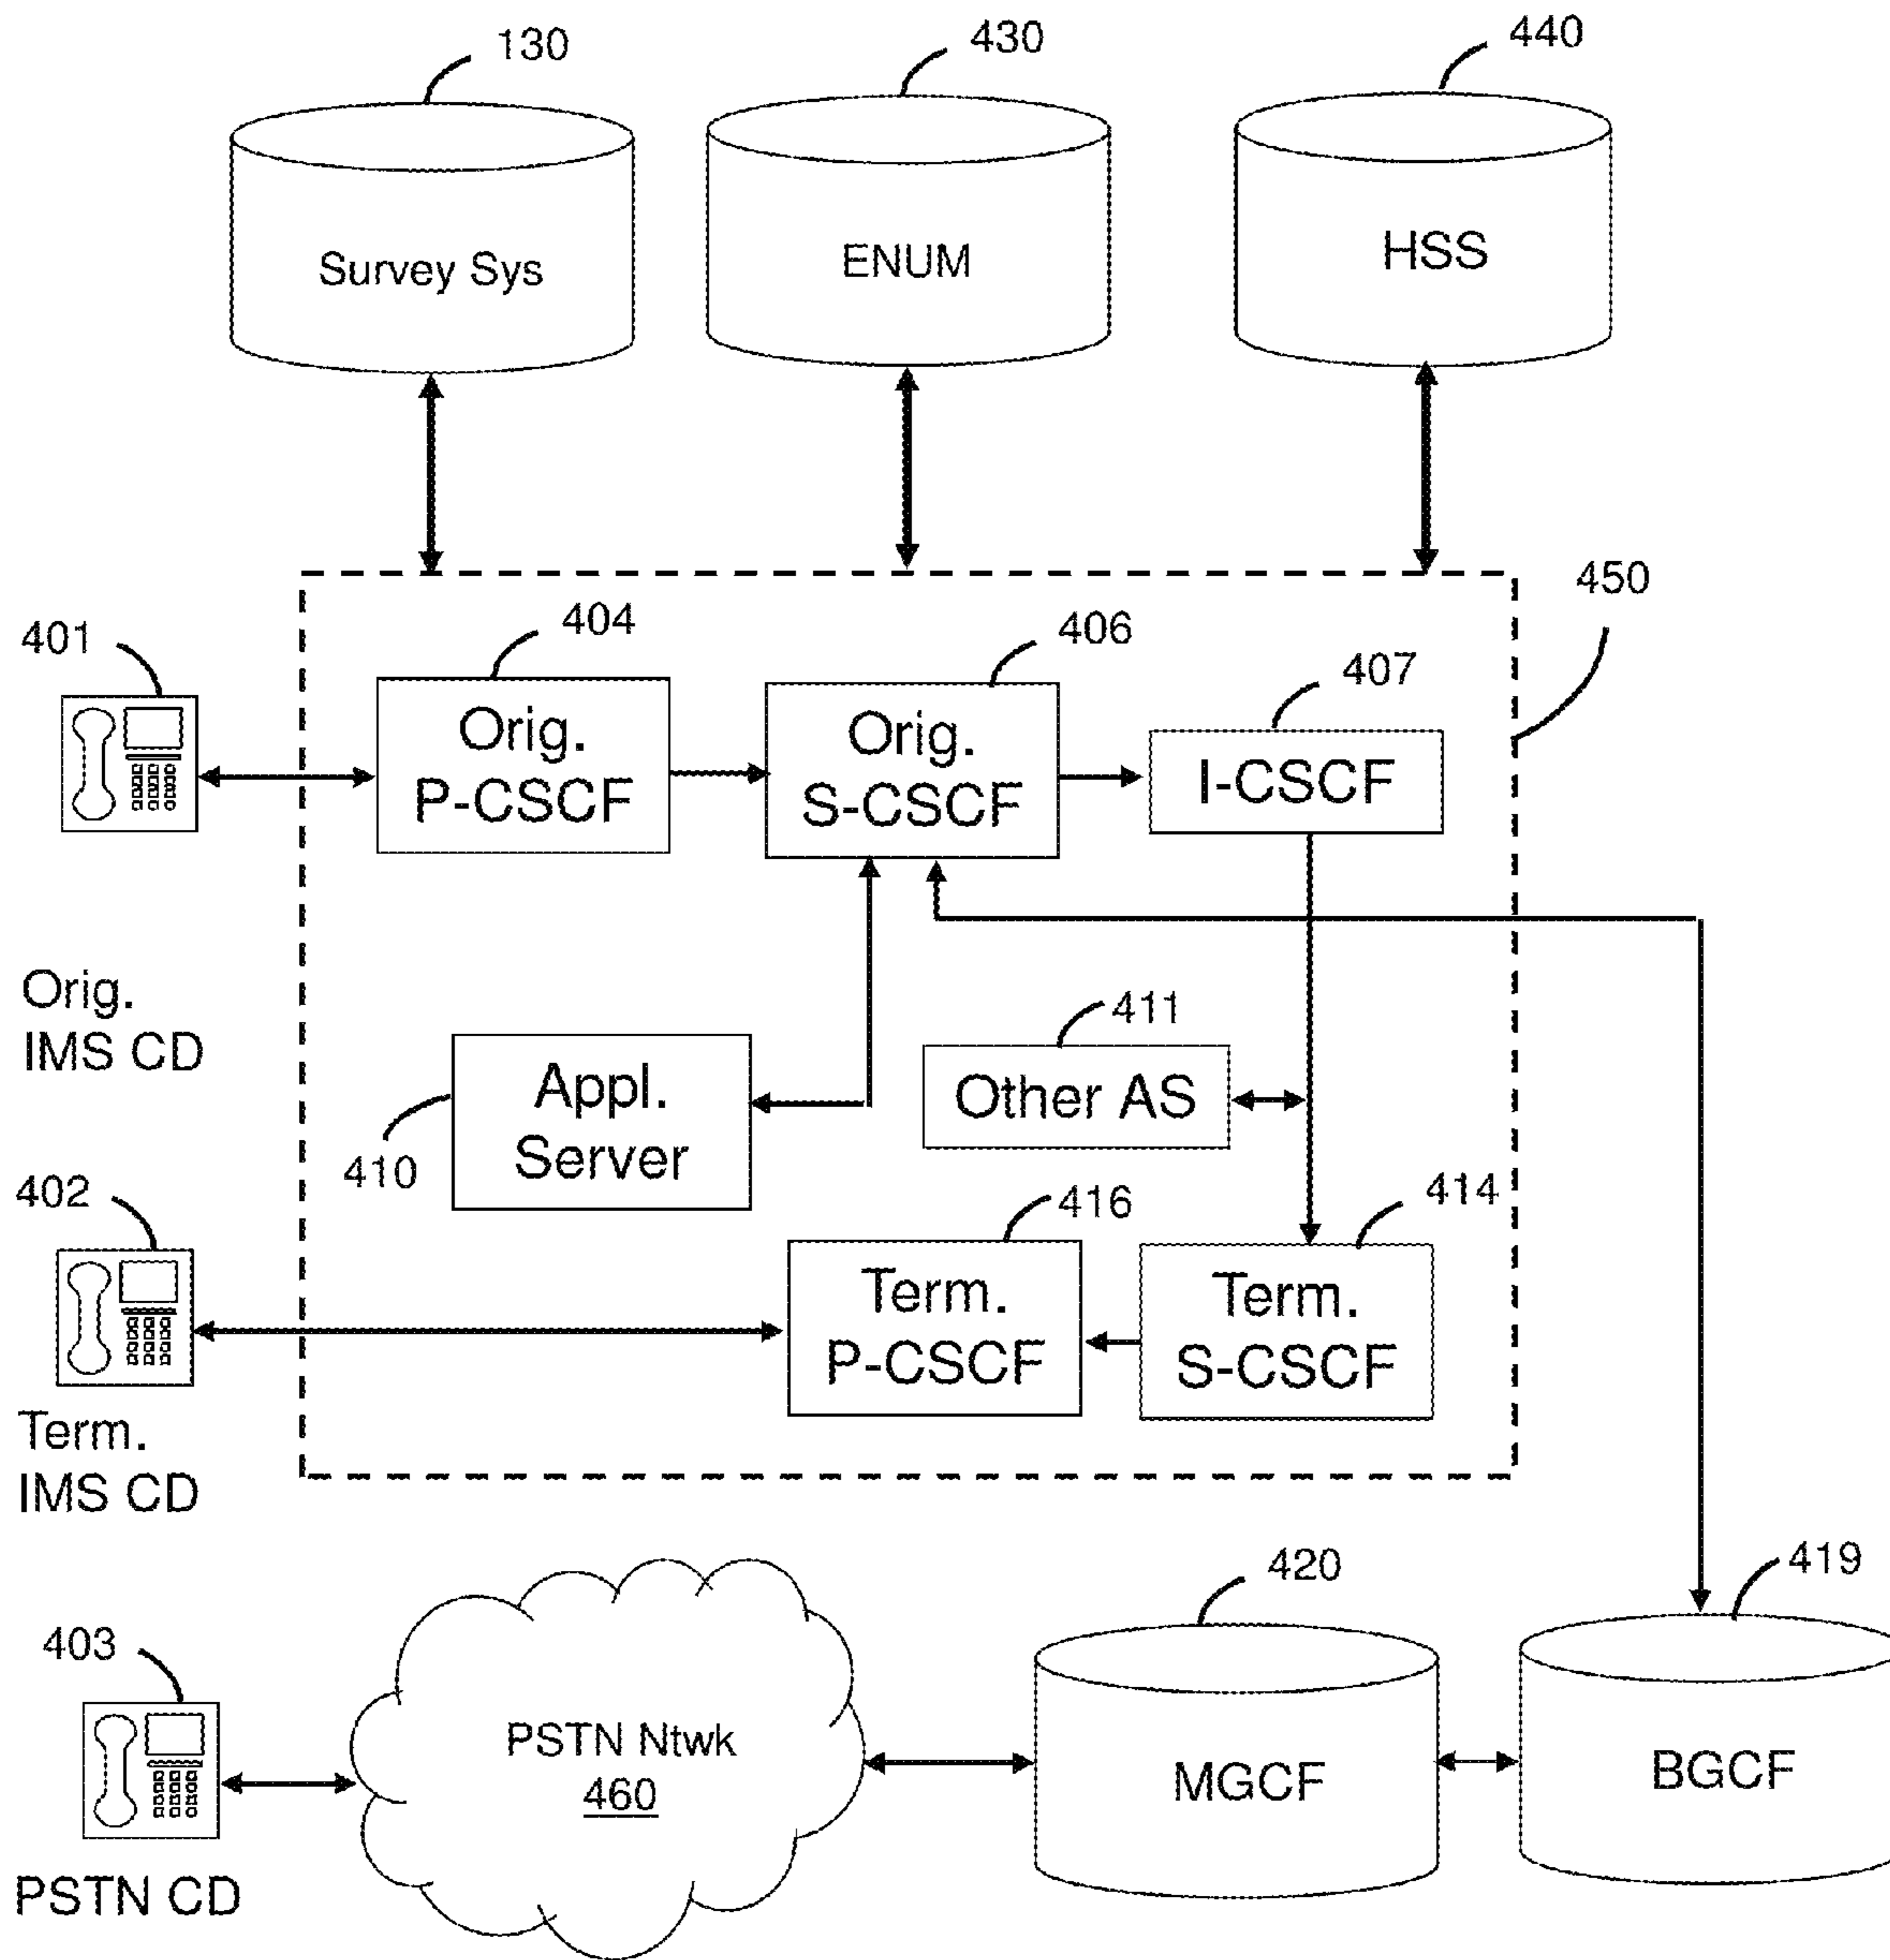 130
430
440
Survey Sys
ENUM
HSS
450
401
404
406
407
Orig.
P-CSCF
Orig.
S-CSCF
I-CSCF
Orig.
IMS CD
411
Appl.
Server
Other AS
410
402
416
414
Term.
P-CSCF
Term.
S-CSCF
Term.
IMS CD
420
419
403
PSTN Ntwk
460
MGCF
BGCF
PSTN CD